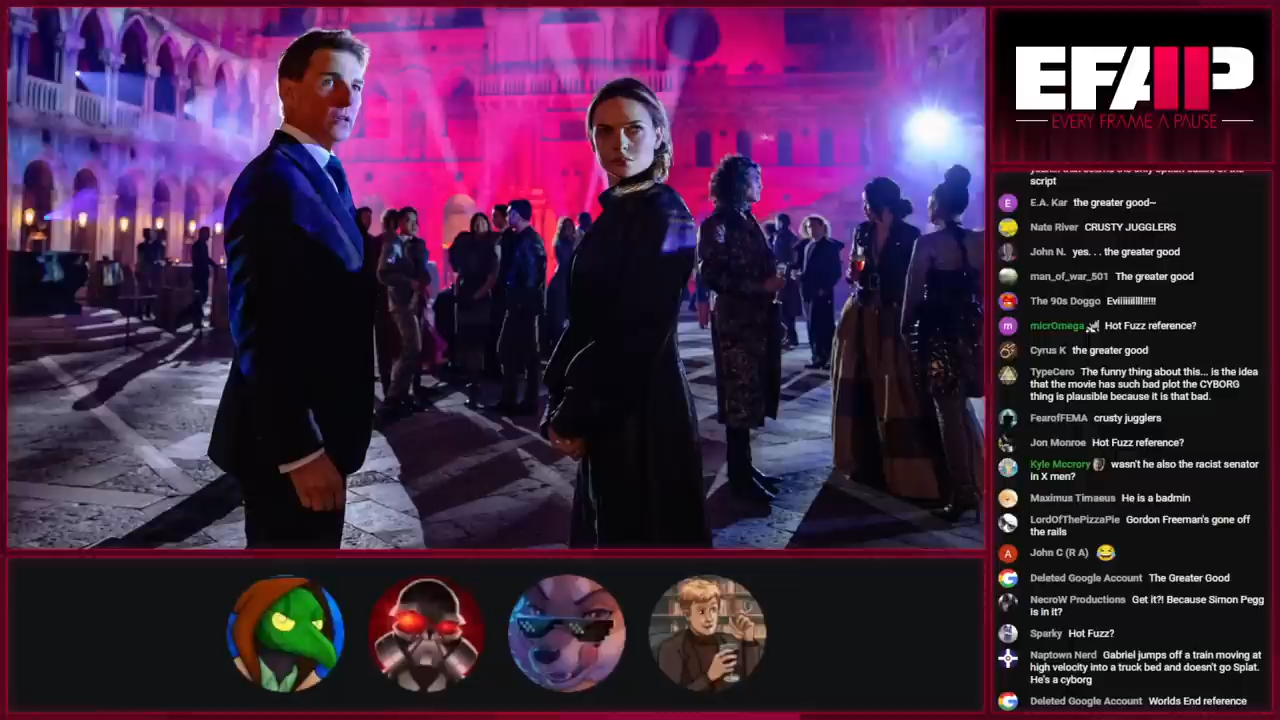 EFAP
EVERY FRAME A PAUSE
script
E.A. Kar the greater good~
Nate River CRUSTY JUGGLERS
John N. yes. . . the greater good
man_of_war_501 The greater good
The 90s Doggo Eviiiiiillllll!!!!!
micrOmega Hot Fuzz reference?
Cyrus K the greater good
TypeCero The funny thing about this... is the idea
that the movie has such bad plot the CYBORG
thing is plausible because it is that bad.
FearofFEMA crusty jugglers
Jon Monroe Hot Fuzz reference?
Kyle Mccrory wasn't he also the racist senator
in X men?
Maximus Timaeus He is a badmin
LordOfThePizzaPie Gordon Freeman's gone off
the rails
John C (R A) 😂
Deleted Google Account The Greater Good
NecroW Productions Get it?! Because Simon Pegg
is in it?
Sparky Hot Fuzz?
Naptown Nerd Gabriel jumps off a train moving at
high velocity into a truck bed and doesn't go Splat.
He's a cyborg
Deleted Google Account Worlds End reference